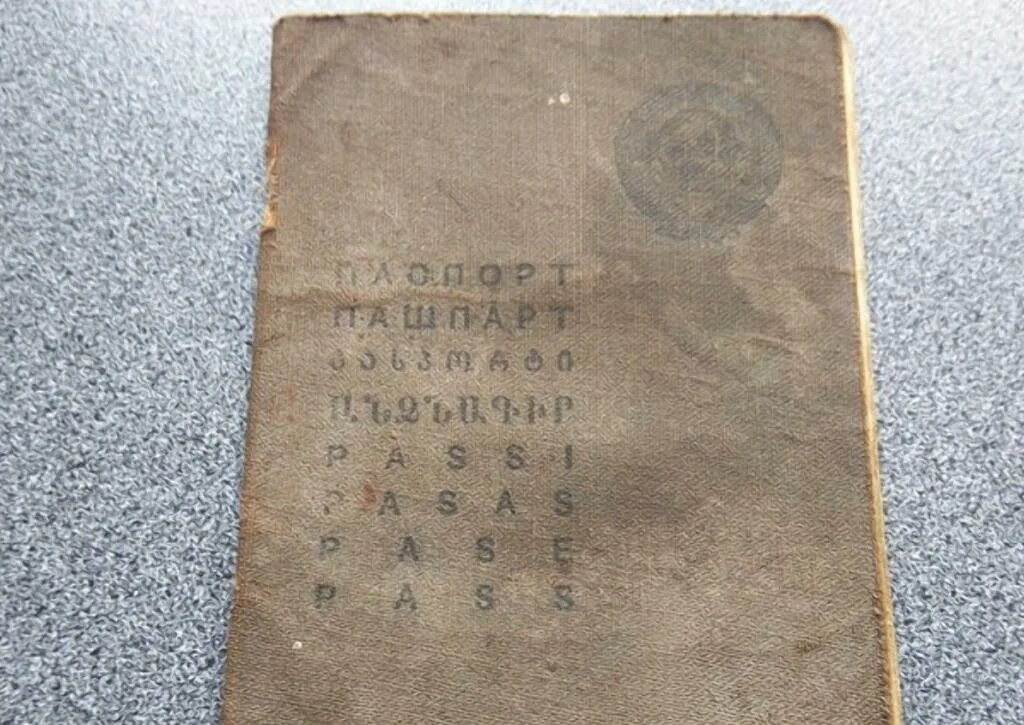 ПАСПОРТ
ПАШПАРТ
ᲞᲐᲡᲞᲝᲠᲢᲘ
ԱՆՁՆԱԳԻՐ
PASSI
PASAS
PASE
PASS